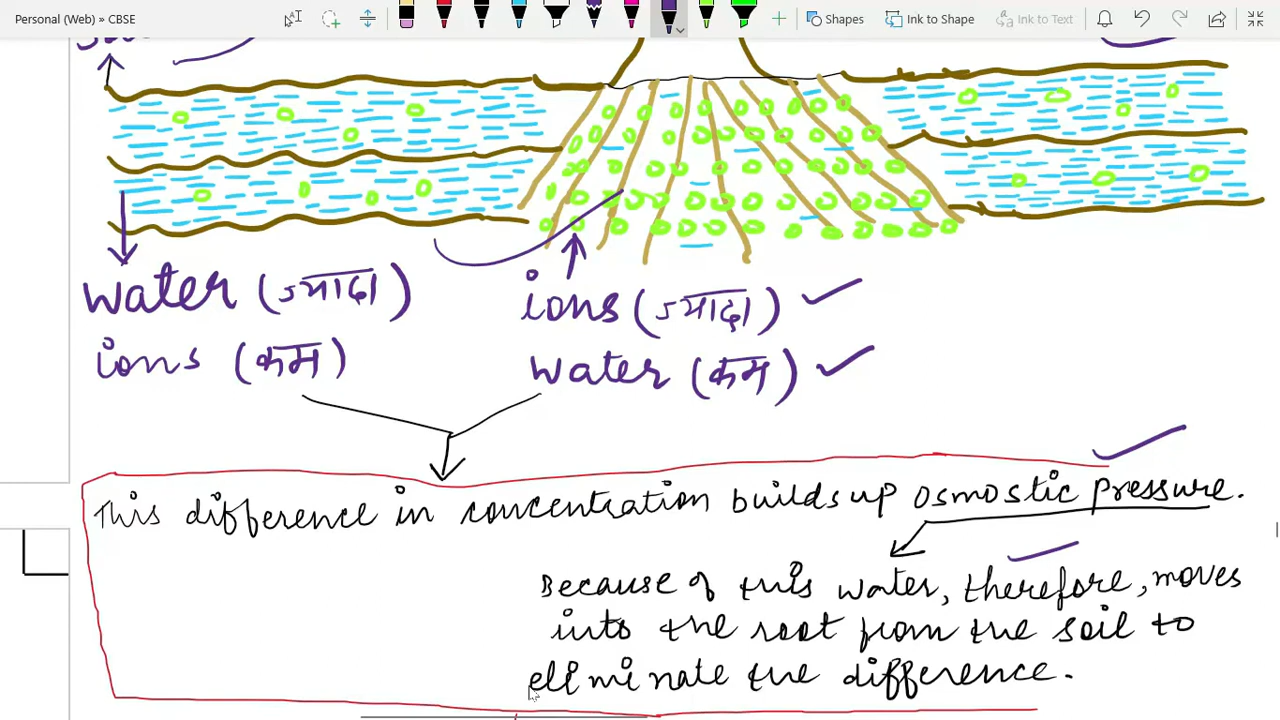 Personal (Web) » CBSE
Shapes
Ink to Shape
Ink to Text
water (ज्यादा)
ions (ज्यादा)
ions (कम)
water (कम)
This difference in concentration builds up osmostic pressure.
Because of this water, therefore, moves
into the root from the soil to
eliminate the difference.